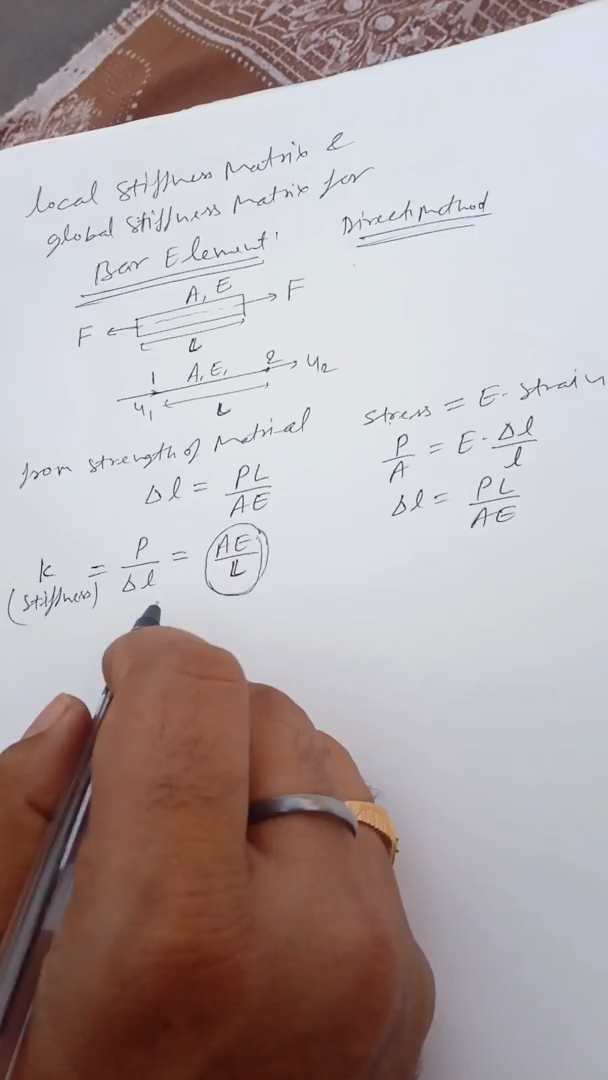 Local Stiffness Matrix &
global Stiffness Matrix for
Direct Method
Bar Element:
A, E
F
F
L
1 A, E, 2 u2
u1 L
from strength of Matrial
Δl = PL/AE
k = P/Δl = AE/L
(Stiffness)
Stress = E. Strain
P/A = E. Δl/l
Δl = PL/AE